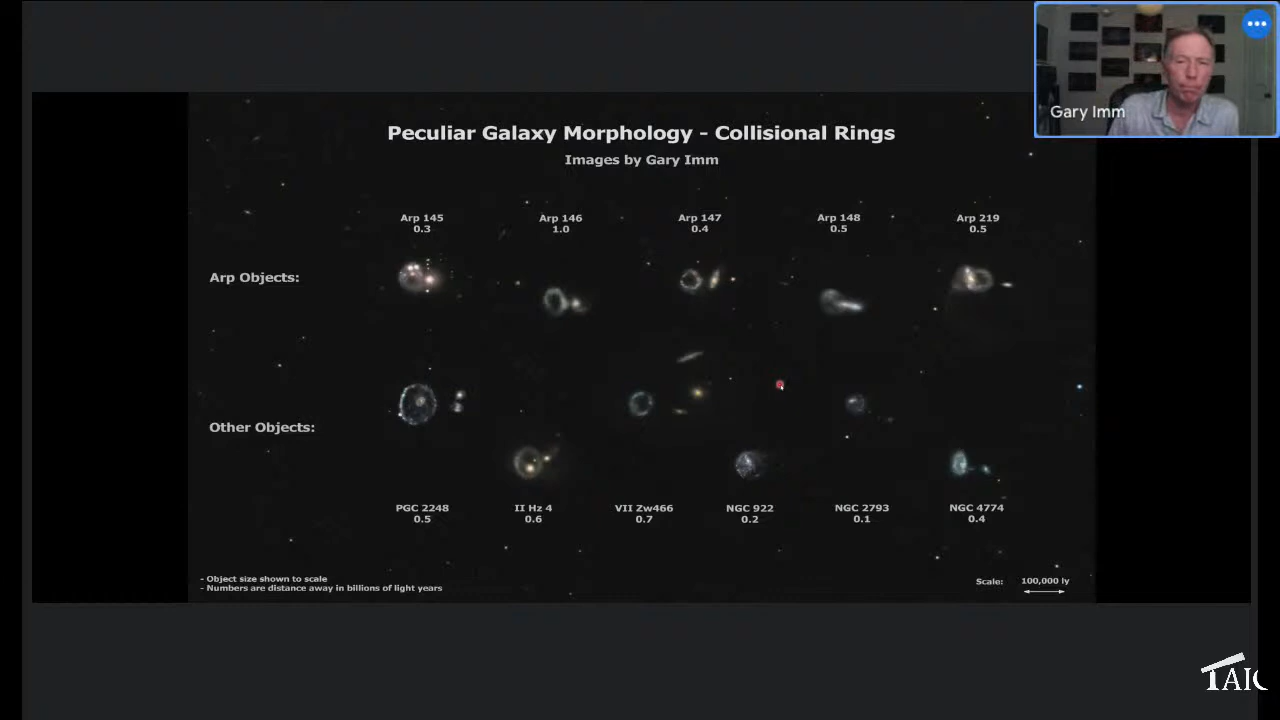 Gary Imm
Peculiar Galaxy Morphology - Collisional Rings
Images by Gary Imm
Arp 145
0.3
Arp 146
1.0
Arp 147
0.4
Arp 148
0.5
Arp 219
0.5
Arp Objects:
Other Objects:
PGC 2248
0.5
II Hz 4
0.6
VII Zw466
0.7
NGC 922
0.2
NGC 2793
0.1
NGC 4774
0.4
- Object size shown to scale
- Numbers are distance away in billions of light years
Scale:
100,000 ly
TAIC